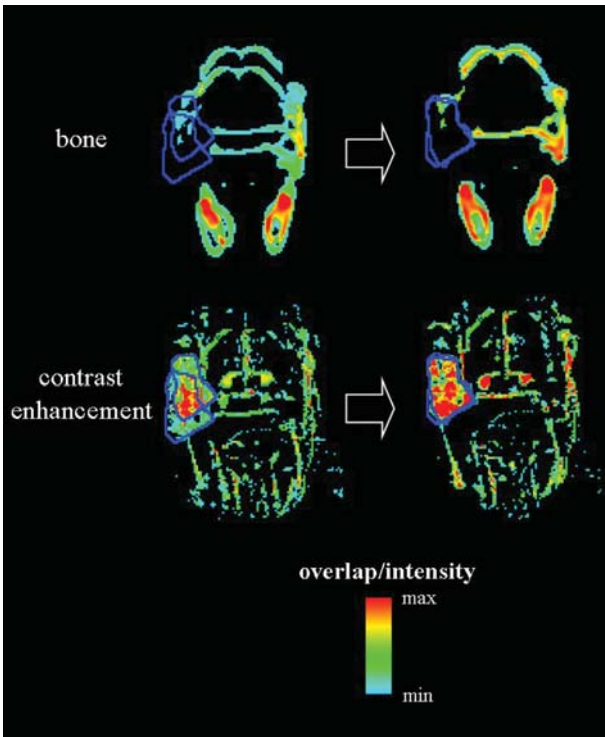 bone
contrast
enhancement
overlap/intensity
max
min